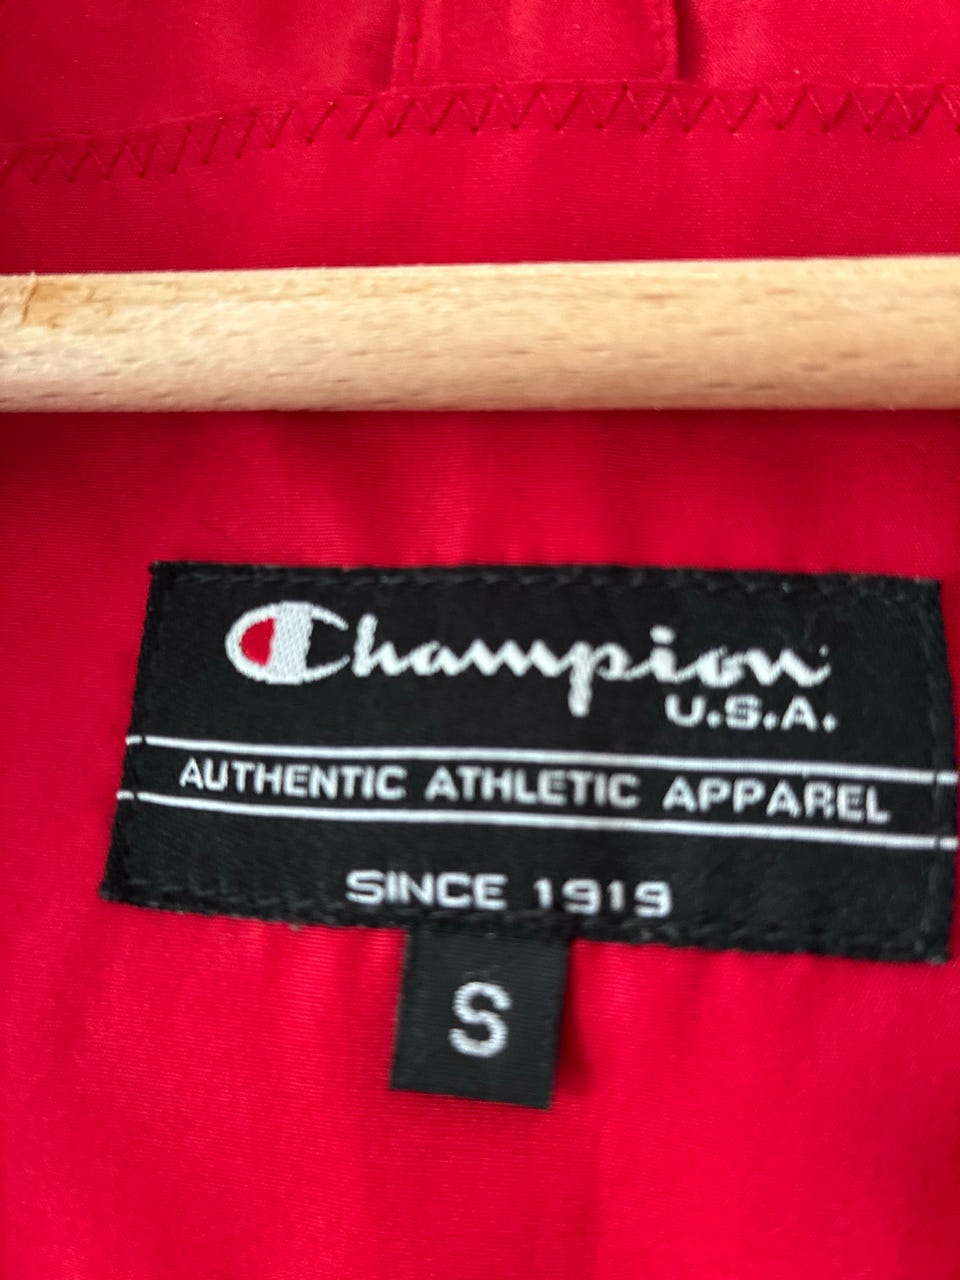 Champion
U.S.A.
AUTHENTIC ATHLETIC APPAREL
SINCE 1919
S